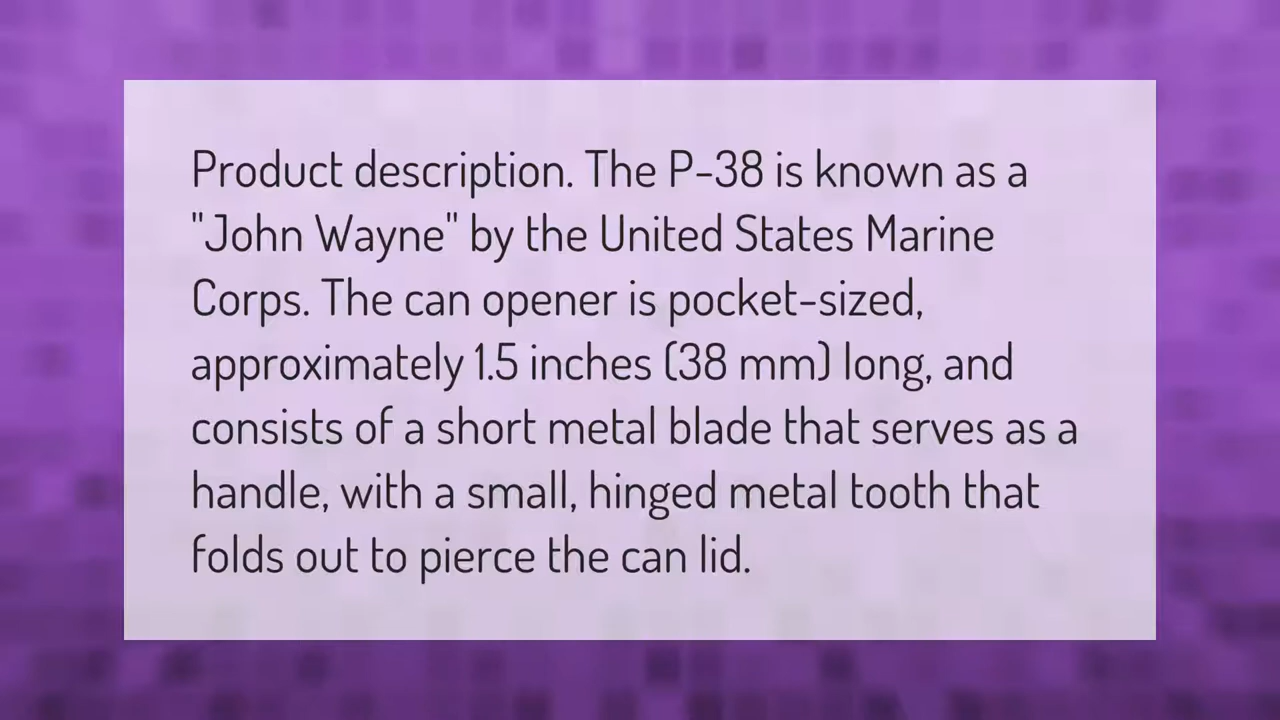 Product description. The P-38 is known as a
"John Wayne" by the United States Marine
Corps. The can opener is pocket-sized,
approximately 1.5 inches (38 mm) long, and
consists of a short metal blade that serves as a
handle, with a small, hinged metal tooth that
folds out to pierce the can lid.